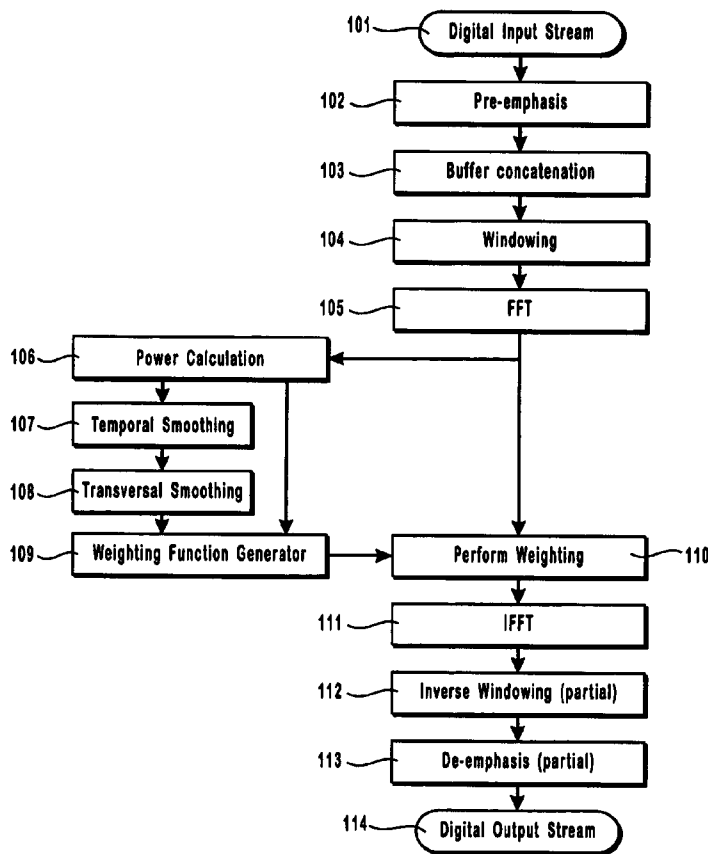 101 Digital Input Stream
102 Pre-emphasis
103 Buffer concatenation
104 Windowing
105 FFT
106 Power Calculation
107 Temporal Smoothing
108 Transversal Smoothing
109 Weighting Function Generator
Perform Weighting 110
111 IFFT
112 Inverse Windowing (partial)
113 De-emphasis (partial)
114 Digital Output Stream